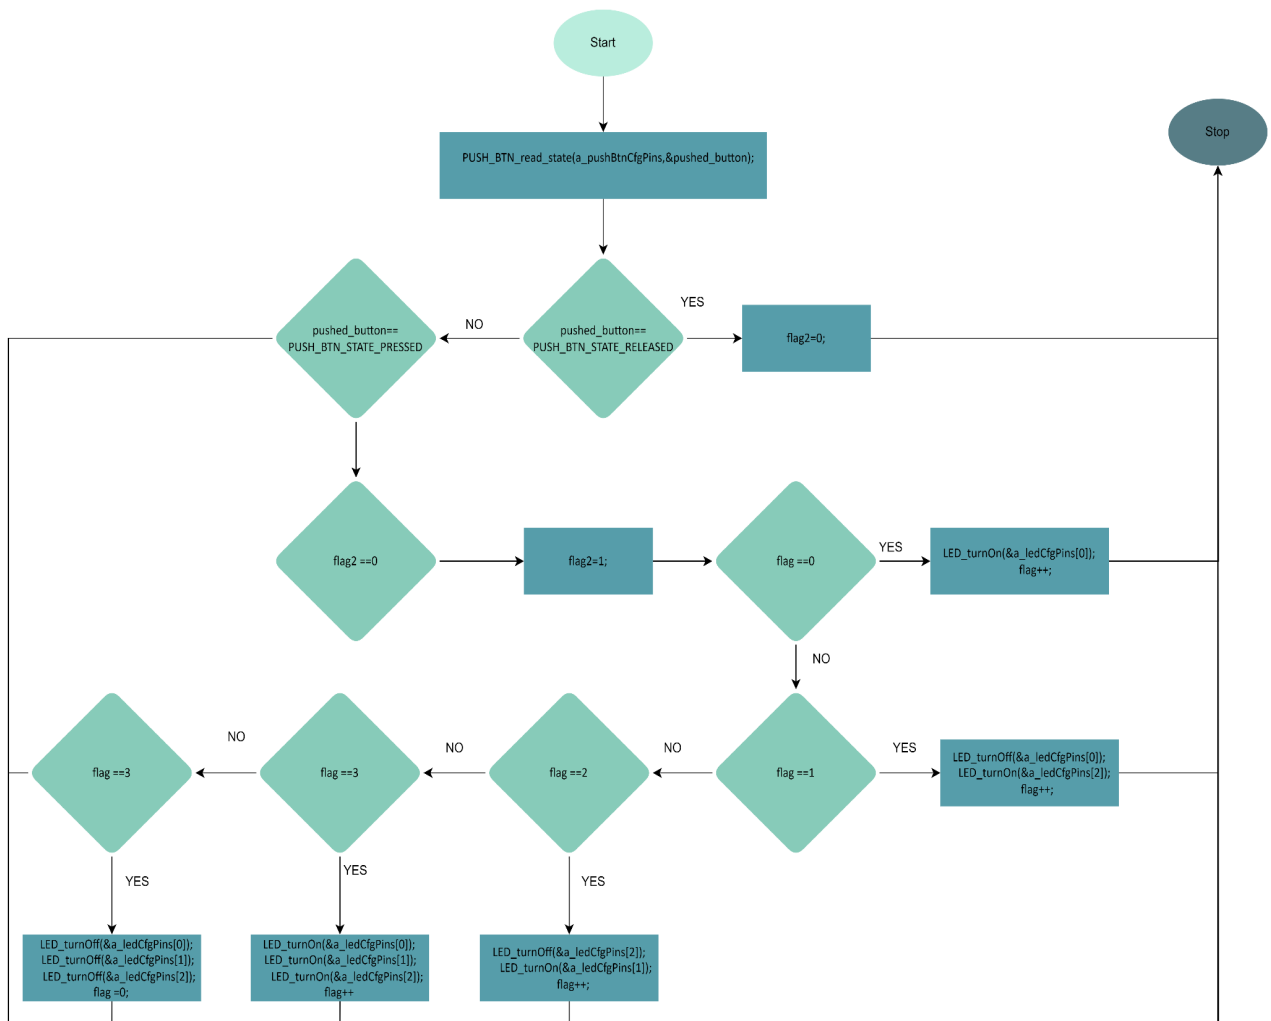 Start
Stop
PUSH_BTN_read_state(a_pushBtnCfgPins,&pushed_button);
pushed_button==
PUSH_BTN_STATE_PRESSED
NO
pushed_button==
PUSH_BTN_STATE_RELEASED
YES
flag2=0;
flag2 ==0
flag2=1;
flag ==0
YES
LED_turnOn(&a_ledCfgPins[0]);
flag++;
NO
flag ==3
NO
flag ==3
NO
flag ==2
NO
flag ==1
YES
LED_turnOff(&a_ledCfgPins[0]);
LED_turnOn(&a_ledCfgPins[2]);
flag++;
YES
YES
YES
LED_turnOff(&a_ledCfgPins[0]);
LED_turnOff(&a_ledCfgPins[1]);
LED_turnOff(&a_ledCfgPins[2]);
flag =0;
LED_turnOn(&a_ledCfgPins[0]);
LED_turnOn(&a_ledCfgPins[1]);
LED_turnOn(&a_ledCfgPins[2]);
flag++
LED_turnOff(&a_ledCfgPins[2]);
LED_turnOn(&a_ledCfgPins[1]);
flag++;